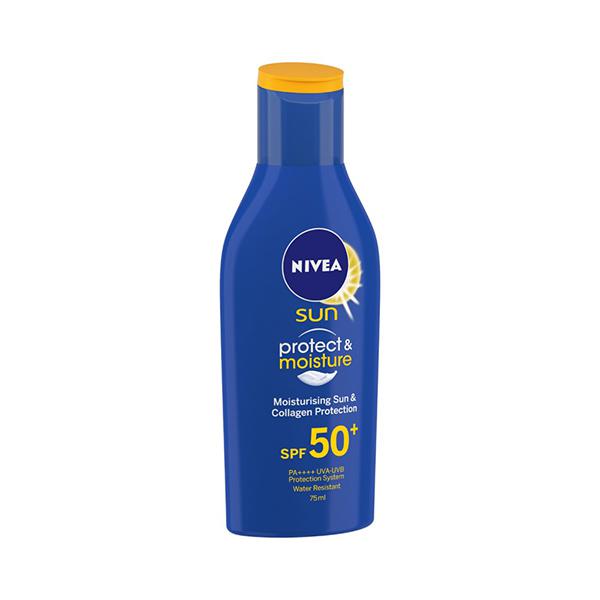 NIVEA
sun
protect &
moisture
Moisturising Sun &
Collagen Protection
SPF 50+
PA++++ UVA-UVB
Protection System
Water Resistant
75ml